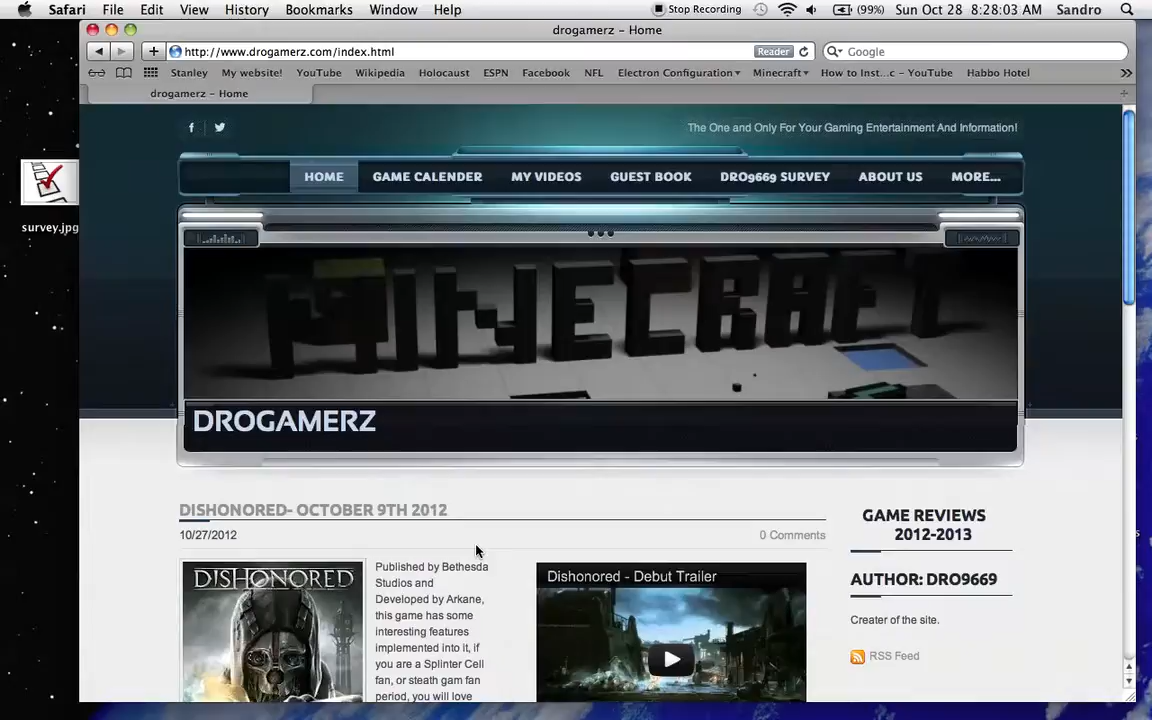 Safari File Edit View History Bookmarks Window Help Stop Recording (99%) Sun Oct 28 8:28:03 AM Sandro
drogamerz – Home
http://www.drogamerz.com/index.html Reader Google
Stanley My website! YouTube Wikipedia Holocaust ESPN Facebook NFL Electron Configuration Minecraft How to Inst...c – YouTube Habbo Hotel
drogamerz – Home
The One and Only For Your Gaming Entertainment And Information!
HOME GAME CALENDER MY VIDEOS GUEST BOOK DRO9669 SURVEY ABOUT US MORE...
survey.jpg
MINECRAFT
DROGAMERZ
DISHONORED- OCTOBER 9TH 2012
10/27/2012 0 Comments
DISHONORED
Published by Bethesda
Studios and
Developed by Arkane,
this game has some
interesting features
implemented into it, if
you are a Splinter Cell
fan, or steath gam fan
period, you will love
Dishonored - Debut Trailer
GAME REVIEWS
2012-2013
AUTHOR: DRO9669
Creator of the site.
RSS Feed